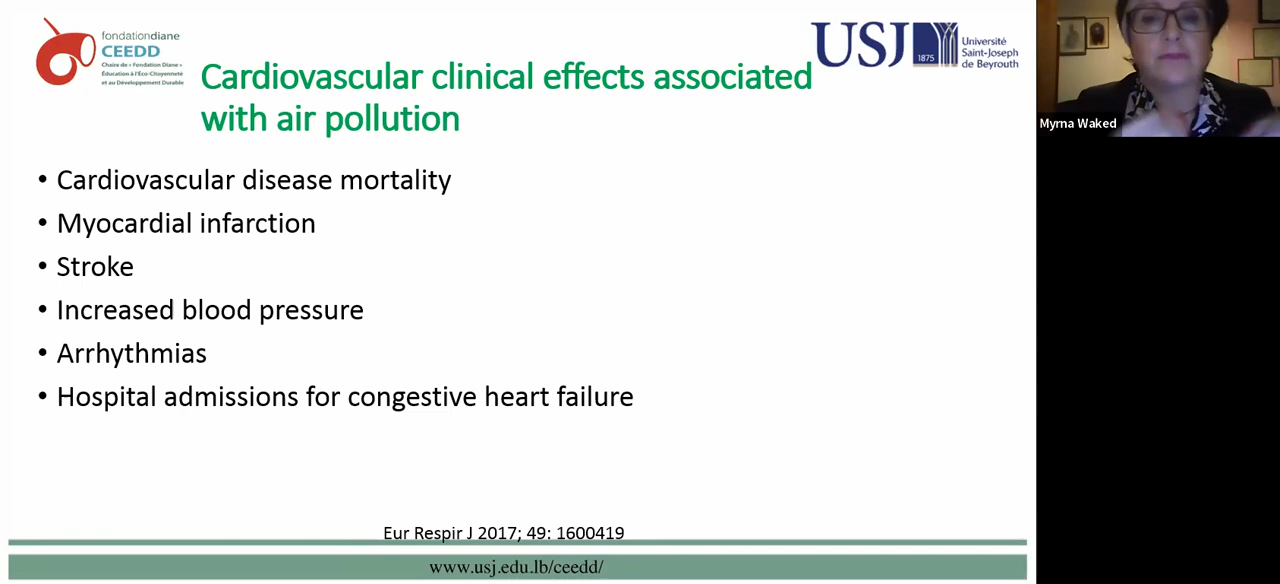 fondationdiane
CEEDD
Chaire de « Fondation Diane »
Éducation à l'Éco-Citoyenneté
et au Développement Durable
USJ
1875
Université
Saint-Joseph
de Beyrouth
Cardiovascular clinical effects associated
with air pollution
Myrna Waked
• Cardiovascular disease mortality
• Myocardial infarction
• Stroke
• Increased blood pressure
• Arrhythmias
• Hospital admissions for congestive heart failure
Eur Respir J 2017; 49: 1600419
www.usj.edu.lb/ceedd/